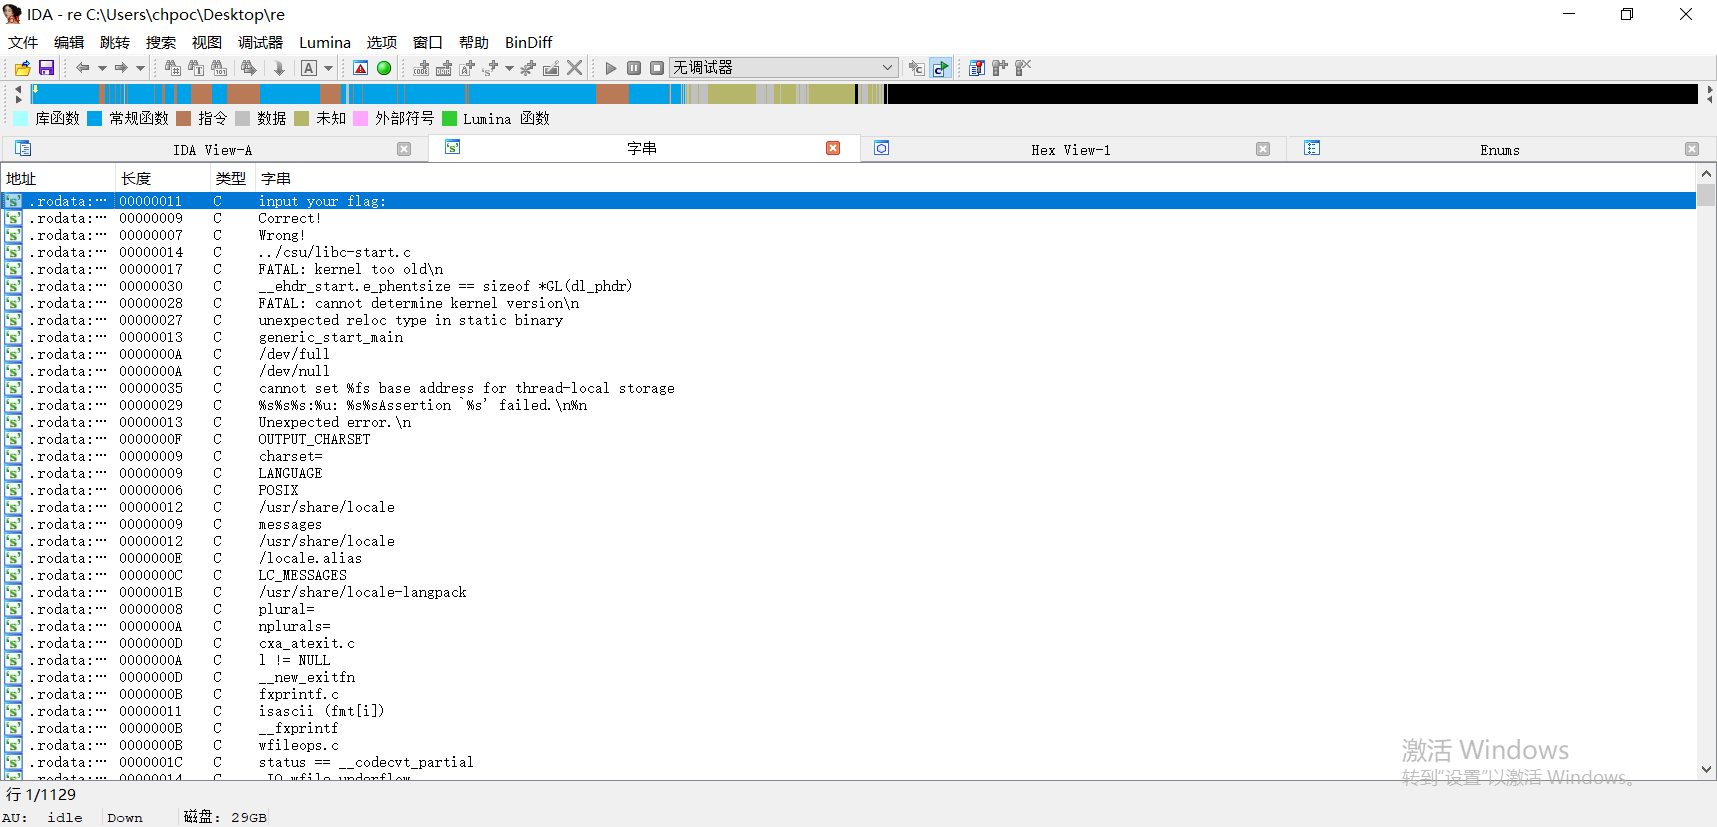 IDA - re C:\Users\chpoc\Desktop\re
文件 编辑 跳转 搜索 视图 调试器 Lumina 选项 窗口 帮助 BinDiff
无调试器
库函数 常规函数 指令 数据 未知 外部符号 Lumina 函数
IDA View-A 字串 Hex View-1 Enums
地址 长度 类型 字串
.rodata:… 00000011 C input your flag:
.rodata:… 00000009 C Correct!
.rodata:… 00000007 C Wrong!
.rodata:… 00000014 C ../csu/libc-start.c
.rodata:… 00000017 C FATAL: kernel too old\n
.rodata:… 00000030 C __ehdr_start.e_phentsize == sizeof *GL(dl_phdr)
.rodata:… 00000028 C FATAL: cannot determine kernel version\n
.rodata:… 00000027 C unexpected reloc type in static binary
.rodata:… 00000013 C generic_start_main
.rodata:… 0000000A C /dev/full
.rodata:… 0000000A C /dev/null
.rodata:… 00000035 C cannot set %fs base address for thread-local storage
.rodata:… 00000029 C %s%s%s:%u: %s%sAssertion `%s' failed.\n%n
.rodata:… 00000013 C Unexpected error.\n
.rodata:… 0000000F C OUTPUT_CHARSET
.rodata:… 00000009 C charset=
.rodata:… 00000009 C LANGUAGE
.rodata:… 00000006 C POSIX
.rodata:… 00000012 C /usr/share/locale
.rodata:… 00000009 C messages
.rodata:… 00000012 C /usr/share/locale
.rodata:… 0000000E C /locale.alias
.rodata:… 0000000C C LC_MESSAGES
.rodata:… 0000001B C /usr/share/locale-langpack
.rodata:… 00000008 C plural=
.rodata:… 0000000A C nplurals=
.rodata:… 0000000D C cxa_atexit.c
.rodata:… 0000000A C l != NULL
.rodata:… 0000000D C __new_exitfn
.rodata:… 0000000B C fxprintf.c
.rodata:… 00000011 C isascii (fmt[i])
.rodata:… 0000000B C __fxprintf
.rodata:… 0000000B C wfileops.c
.rodata:… 0000001C C status == __codecvt_partial
.rodata:… 00000014 C _IO_wfile_underflow
激活 Windows
转到“设置”以激活 Windows。
行 1/1129
AU: idle Down 磁盘: 29GB